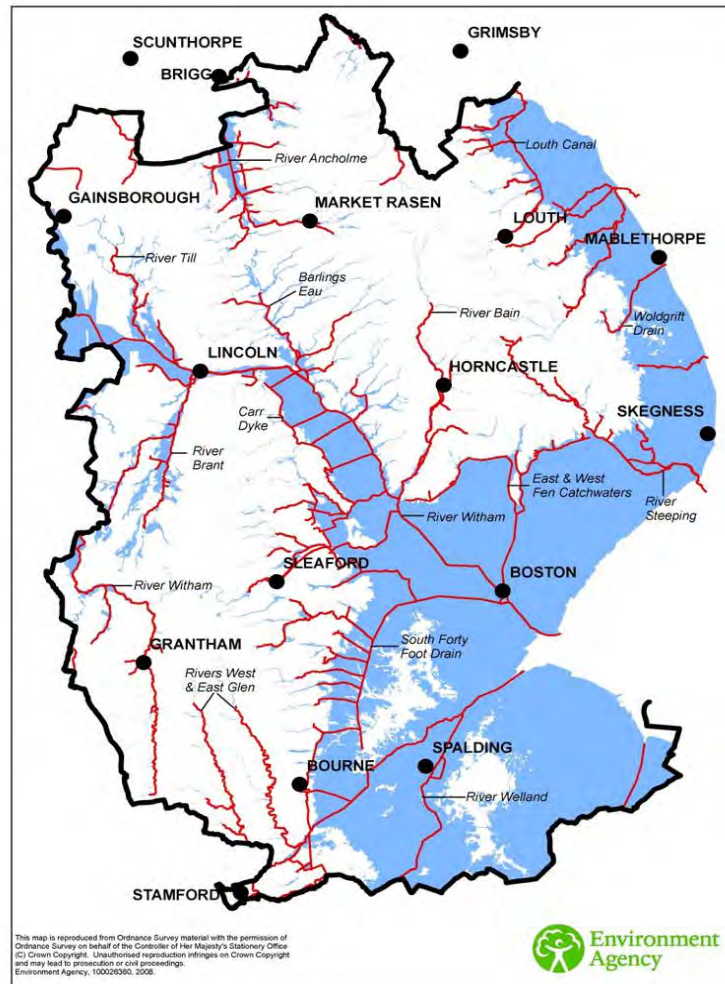 SCUNTHORPE
GRIMSBY
BRIGG
River Ancholme
Louth Canal
GAINSBOROUGH
MARKET RASEN
LOUTH
MABLETHORPE
River Till
Barlings
Eau
River Bain
Woldgrift
Drain
LINCOLN
HORNCASTLE
Carr
Dyke
SKEGNESS
River
Brant
East & West
Fen Catchwaters
River
Steeping
River Witham
SLEAFORD
BOSTON
River Witham
GRANTHAM
South Forty
Foot Drain
Rivers West
& East Glen
BOURNE
SPALDING
River Welland
STAMFORD
This map is reproduced from Ordnance Survey material with the permission of
Ordnance Survey on behalf of the Controller of Her Majesty's Stationery Office
(C) Crown Copyright. Unauthorised reproduction infringes on Crown Copyright
and may lead to prosecution or civil proceedings.
Environment Agency, 100026380, 2008.
Environment
Agency